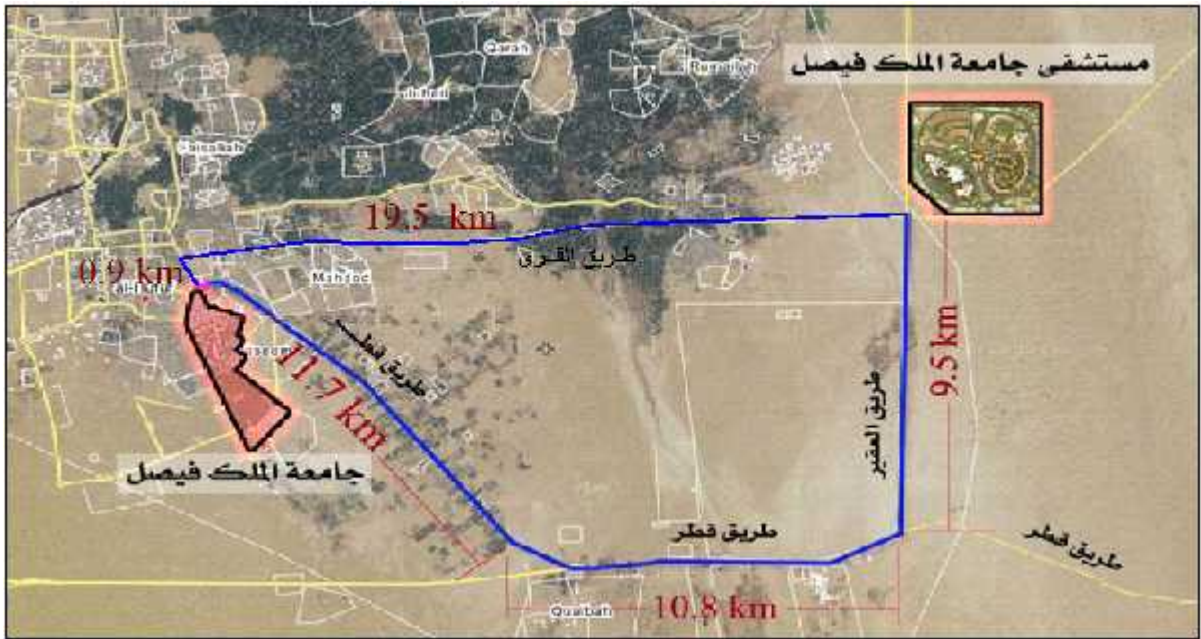 مستشفى جامعة الملك فيصل
Qarah
19.5 km
طريق القرى
0.9 km
طريق قطر
11.7 km
طريق العقير
9.5 km
جامعة الملك فيصل
طريق قطر
طريق قطر
10.8 km